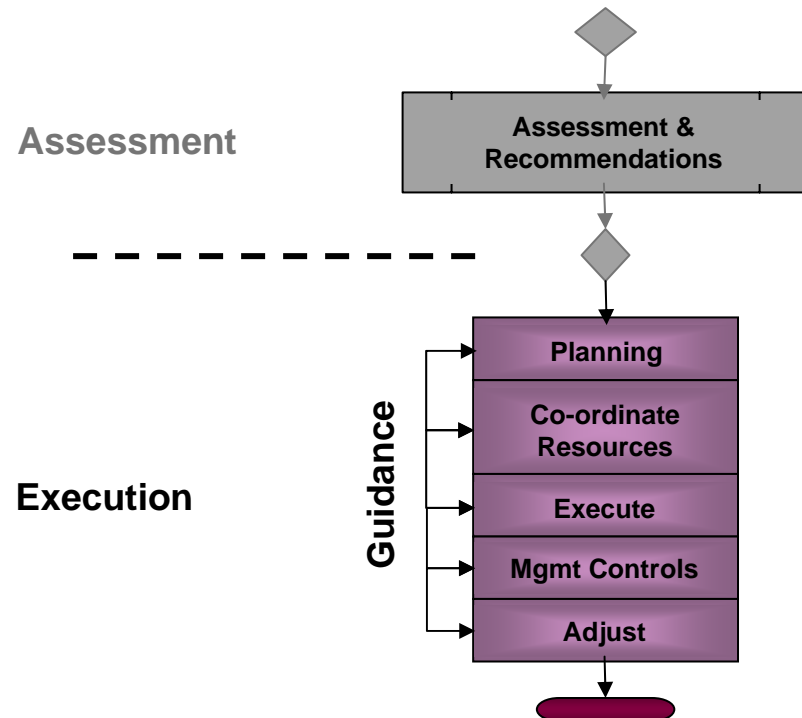 Assessment
Assessment &
Recommendations
Execution
Guidance
Planning
Co-ordinate
Resources
Execute
Mgmt Controls
Adjust